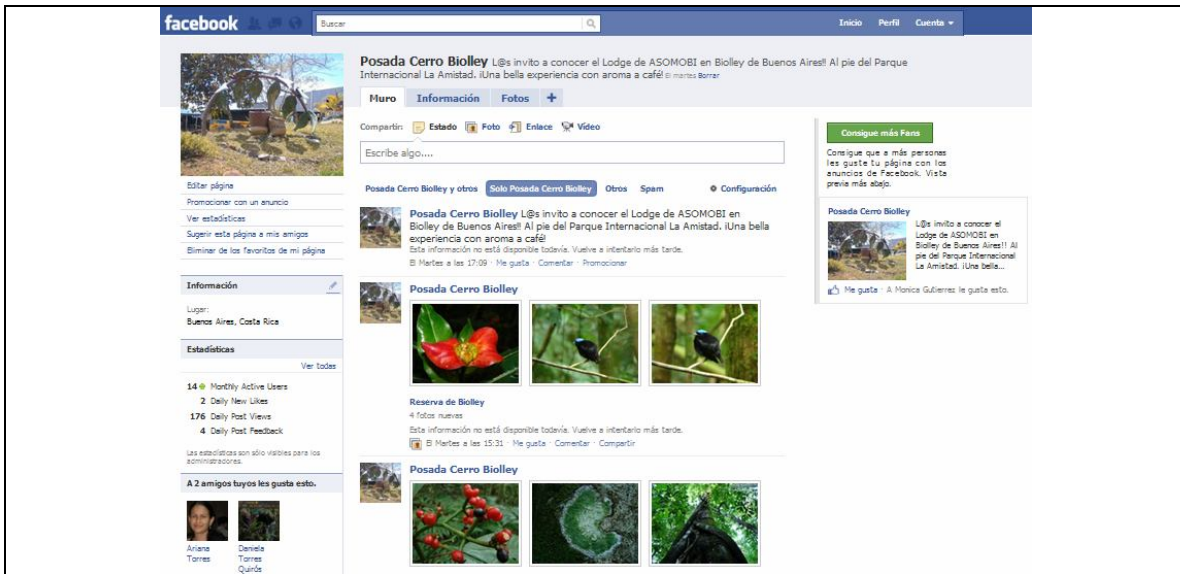 facebook
Buscar
Inicio Perfil Cuenta
Posada Cerro Biolley L@s invito a conocer el Lodge de ASOMOBI en Biolley de Buenos Aires!! Al pie del Parque
Internacional La Amistad. ¡Una bella experiencia con aroma a café! El martes Borrar
Muro Información Fotos +
Compartir: Estado Foto Enlace Vídeo
Escribe algo....
Posada Cerro Biolley y otros Solo Posada Cerro Biolley Otros Spam Configuración
Posada Cerro Biolley L@s invito a conocer el Lodge de ASOMOBI en
Biolley de Buenos Aires!! Al pie del Parque Internacional La Amistad. ¡Una bella
experiencia con aroma a café!
Esta información no está disponible todavía. Vuelve a intentarlo más tarde.
El Martes a las 17:09 · Me gusta · Comentar · Promocionar
Posada Cerro Biolley
Reserva de Biolley
4 fotos nuevas
Esta información no está disponible todavía. Vuelve a intentarlo más tarde.
El Martes a las 15:31 · Me gusta · Comentar · Compartir
Posada Cerro Biolley
Editar página
Promocionar con un anuncio
Ver estadísticas
Sugerir esta página a mis amigos
Eliminar de los favoritos de mi página
Información
Lugar:
Buenos Aires, Costa Rica
Estadísticas
Ver todas
14 Monthly Active Users
2 Daily New Likes
176 Daily Post Views
4 Daily Post Feedback
Las estadísticas son sólo visibles para los
administradores.
A 2 amigos tuyos les gusta esto.
Ariana
Torres
Daniela
Torres
Quirós
Consigue más Fans
Consigue que a más personas
les guste tu página con los
anuncios de Facebook. Vista
previa más abajo.
Posada Cerro Biolley
L@s invito a conocer el
Lodge de ASOMOBI en
Biolley de Buenos Aires!! Al
pie del Parque Internacional
La Amistad. ¡Una bella...
Me gusta · A Monica Gutierrez le gusta esto.